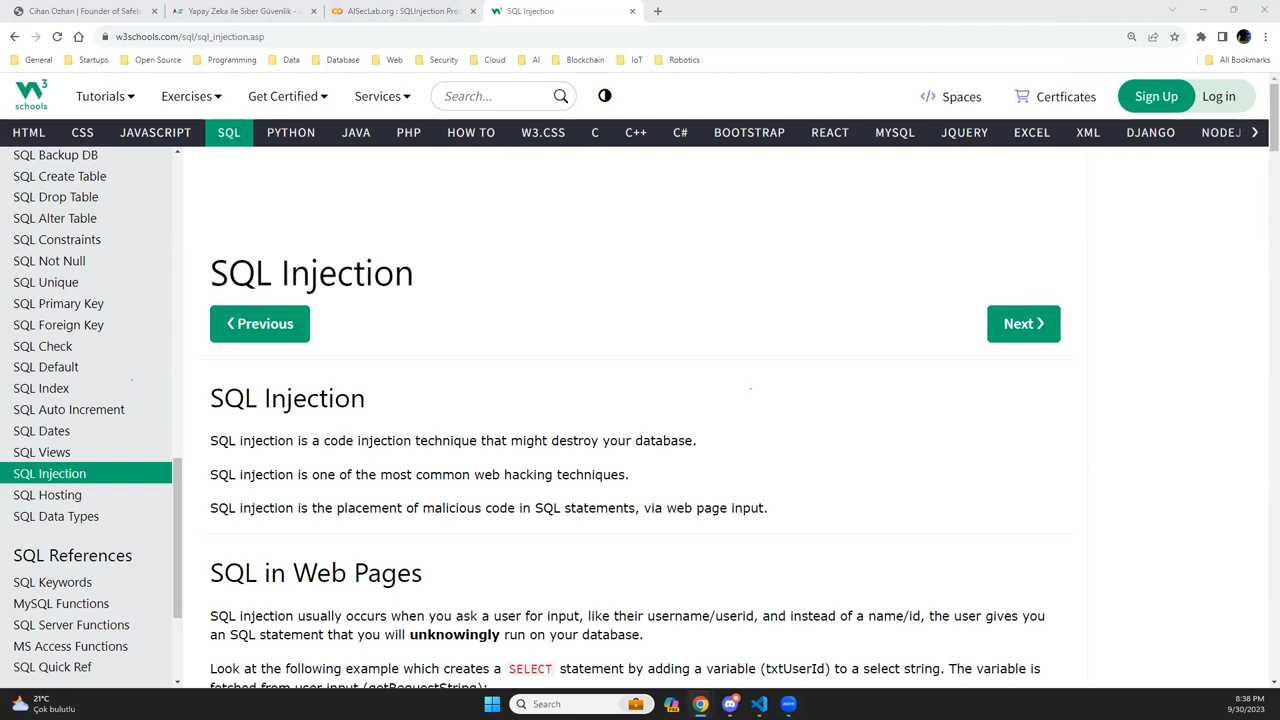 Cihan Ozhan | Founder of Safety
Yapay Zeka ile Siber Güvenlik - A
AISecLab.org : SQLInjection Pre
SQL Injection
w3schools.com/sql/sql_injection.asp
General
Startups
Open Source
Programming
Data
Database
Web
Security
Cloud
AI
Blockchain
IoT
Robotics
All Bookmarks
W3
schools
Tutorials
Exercises
Get Certified
Services
Search...
Spaces
Certficates
Sign Up
Log in
HTML
CSS
JAVASCRIPT
SQL
PYTHON
JAVA
PHP
HOW TO
W3.CSS
C
C++
C#
BOOTSTRAP
REACT
MYSQL
JQUERY
EXCEL
XML
DJANGO
NODEJ
SQL Backup DB
SQL Create Table
SQL Drop Table
SQL Alter Table
SQL Constraints
SQL Not Null
SQL Unique
SQL Primary Key
SQL Foreign Key
SQL Check
SQL Default
SQL Index
SQL Auto Increment
SQL Dates
SQL Views
SQL Injection
SQL Hosting
SQL Data Types
SQL References
SQL Keywords
MySQL Functions
SQL Server Functions
MS Access Functions
SQL Quick Ref
SQL Injection
❮ Previous
Next ❯
SQL Injection
SQL injection is a code injection technique that might destroy your database.
SQL injection is one of the most common web hacking techniques.
SQL injection is the placement of malicious code in SQL statements, via web page input.
SQL in Web Pages
SQL injection usually occurs when you ask a user for input, like their username/userid, and instead of a name/id, the user gives you
an SQL statement that you will unknowingly run on your database.
Look at the following example which creates a SELECT statement by adding a variable (txtUserId) to a select string. The variable is
fetched from user input (getRequestString):
21°C
Çok bulutlu
Search
8:38 PM
9/30/2023